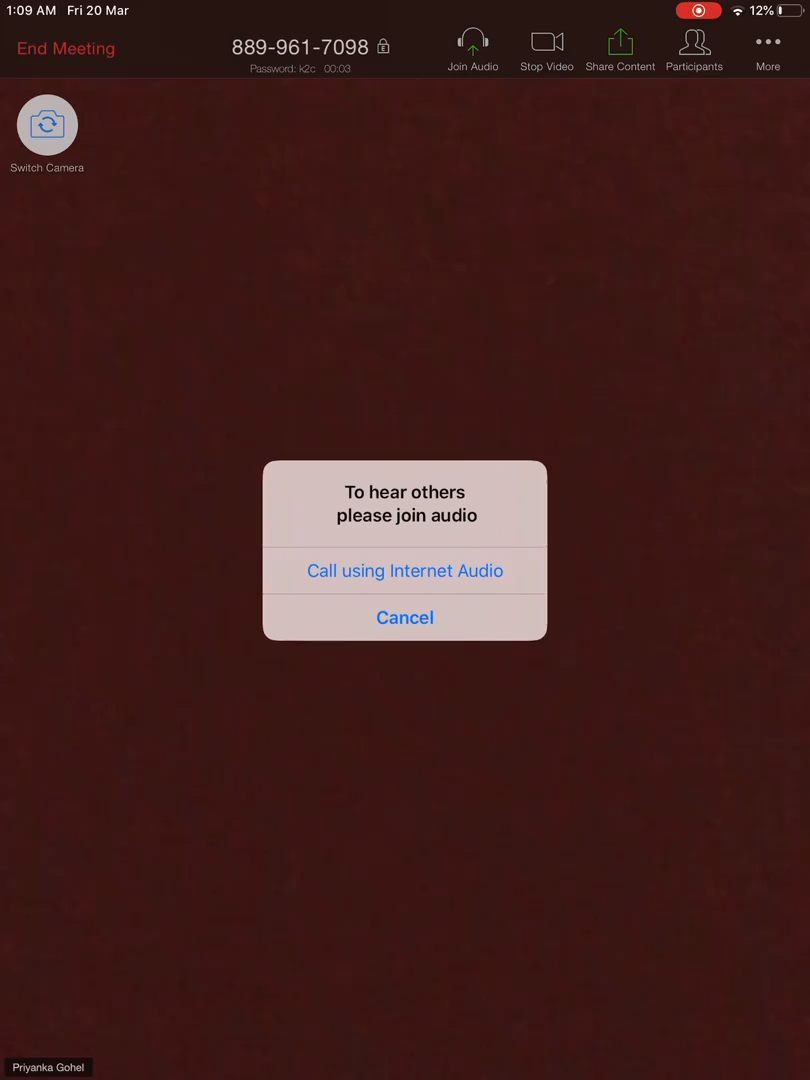 1:09 AM Fri 20 Mar
12%
End Meeting
889-961-7098
Password: k2c 00:03
Join Audio
Stop Video
Share Content
Participants
More
Switch Camera
To hear others
please join audio
Call using Internet Audio
Cancel
Priyanka Gohel